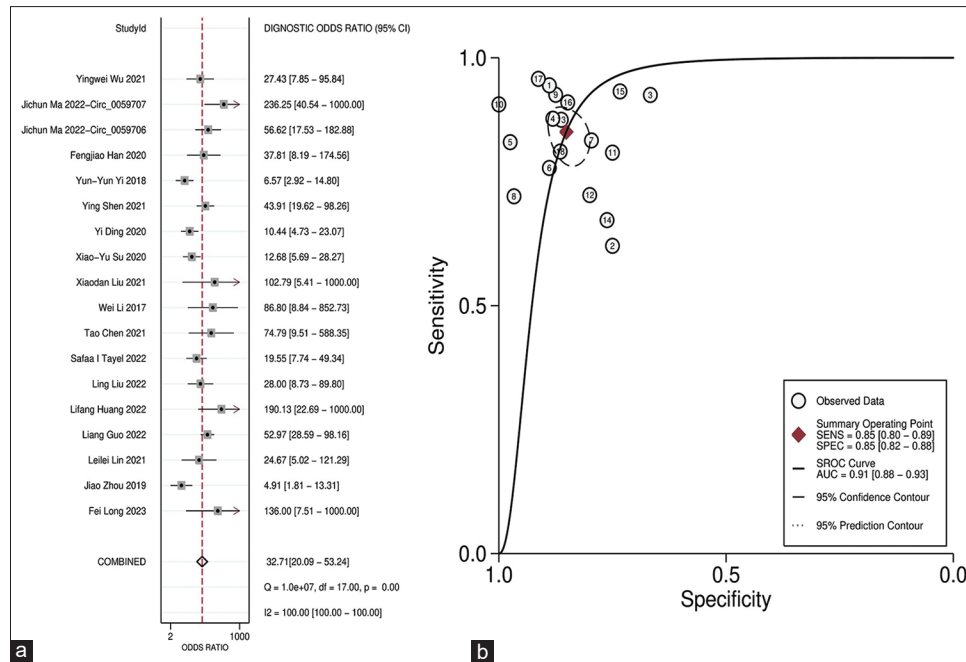 StudyId DIGNOSTIC ODDS RATIO (95% CI)
Yingwei Wu 2021 27.43 [7.85 − 95.84]
Jichun Ma 2022−Circ_0059707 236.25 [40.54 − 1000.00]
Jichun Ma 2022−Circ_0059706 56.62 [17.53 − 182.88]
Fengjiao Han 2020 37.81 [8.19 − 174.56]
Yun−Yun Yi 2018 6.57 [2.92 − 14.80]
Ying Shen 2021 43.91 [19.62 − 98.26]
Yi Ding 2020 10.44 [4.73 − 23.07]
Xiao−Yu Su 2020 12.68 [5.69 − 28.27]
Xiaodan Liu 2021 102.79 [5.41 − 1000.00]
Wei Li 2017 86.80 [8.84 − 852.73]
Tao Chen 2021 74.79 [9.51 − 588.35]
Safaa I Tayel 2022 19.55 [7.74 − 49.34]
Ling Liu 2022 28.00 [8.73 − 89.80]
Lifang Huang 2022 190.13 [22.69 − 1000.00]
Liang Guo 2022 52.97 [28.59 − 98.16]
Leilei Lin 2021 24.67 [5.02 − 121.29]
Jiao Zhou 2019 4.91 [1.81 − 13.31]
Fei Long 2023 136.00 [7.51 − 1000.00]
COMBINED 32.71[20.09 − 53.24]
Q = 1.0e+07, df = 17.00, p = 0.00
I2 = 100.00 [100.00 − 100.00]
2 1000
ODDS RATIO
a
1.0
0.5
0.0
Sensitivity
17
1
9
16
10
15
3
4
3
5
7
18
11
6
8
12
14
2
Observed Data
Summary Operating Point
SENS = 0.85 [0.80 − 0.89]
SPEC = 0.85 [0.82 − 0.88]
SROC Curve
AUC = 0.91 [0.88 − 0.93]
95% Confidence Contour
95% Prediction Contour
1.0 0.5 0.0
Specificity
b